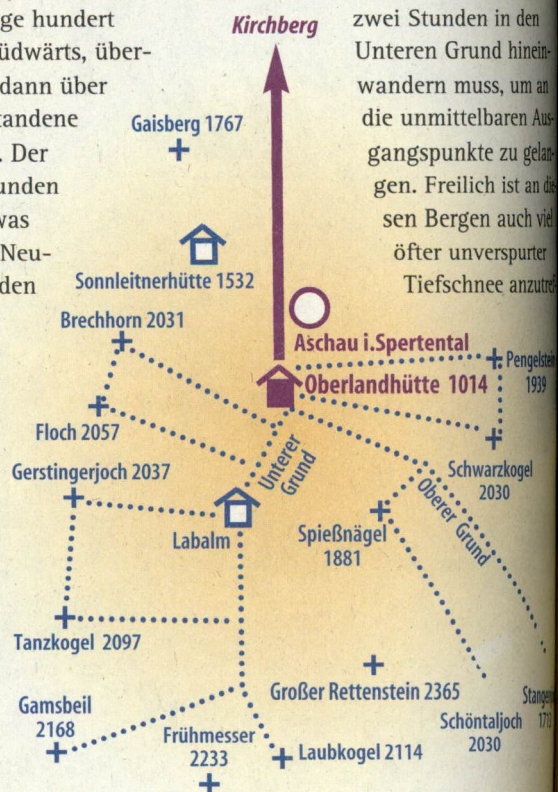 ge hundert
üdwärts, über-
dann über
tandene
. Der
unden
was
Neu-
den
zwei Stunden in den
Unteren Grund hinein-
wandern muss, um an
die unmittelbaren Aus-
gangspunkte zu gelan-
gen. Freilich ist an die
sen Bergen auch viel
öfter unverspurter
Tiefschnee anzutref
Kirchberg
Gaisberg 1767
Sonnleitnerhütte 1532
Brechhorn 2031
Aschau i.Spertental
Pengelstein
1939
Oberlandhütte 1014
Floch 2057
Unterer
Grund
Schwarzkogel
2030
Gerstingerjoch 2037
Oberer Grund
Labalm
Spießnägel
1881
Tanzkogel 2097
Großer Rettenstein 2365
Gamsbeil
2168
Schöntaljoch
2030
Frühmesser
2233
Laubkogel 2114